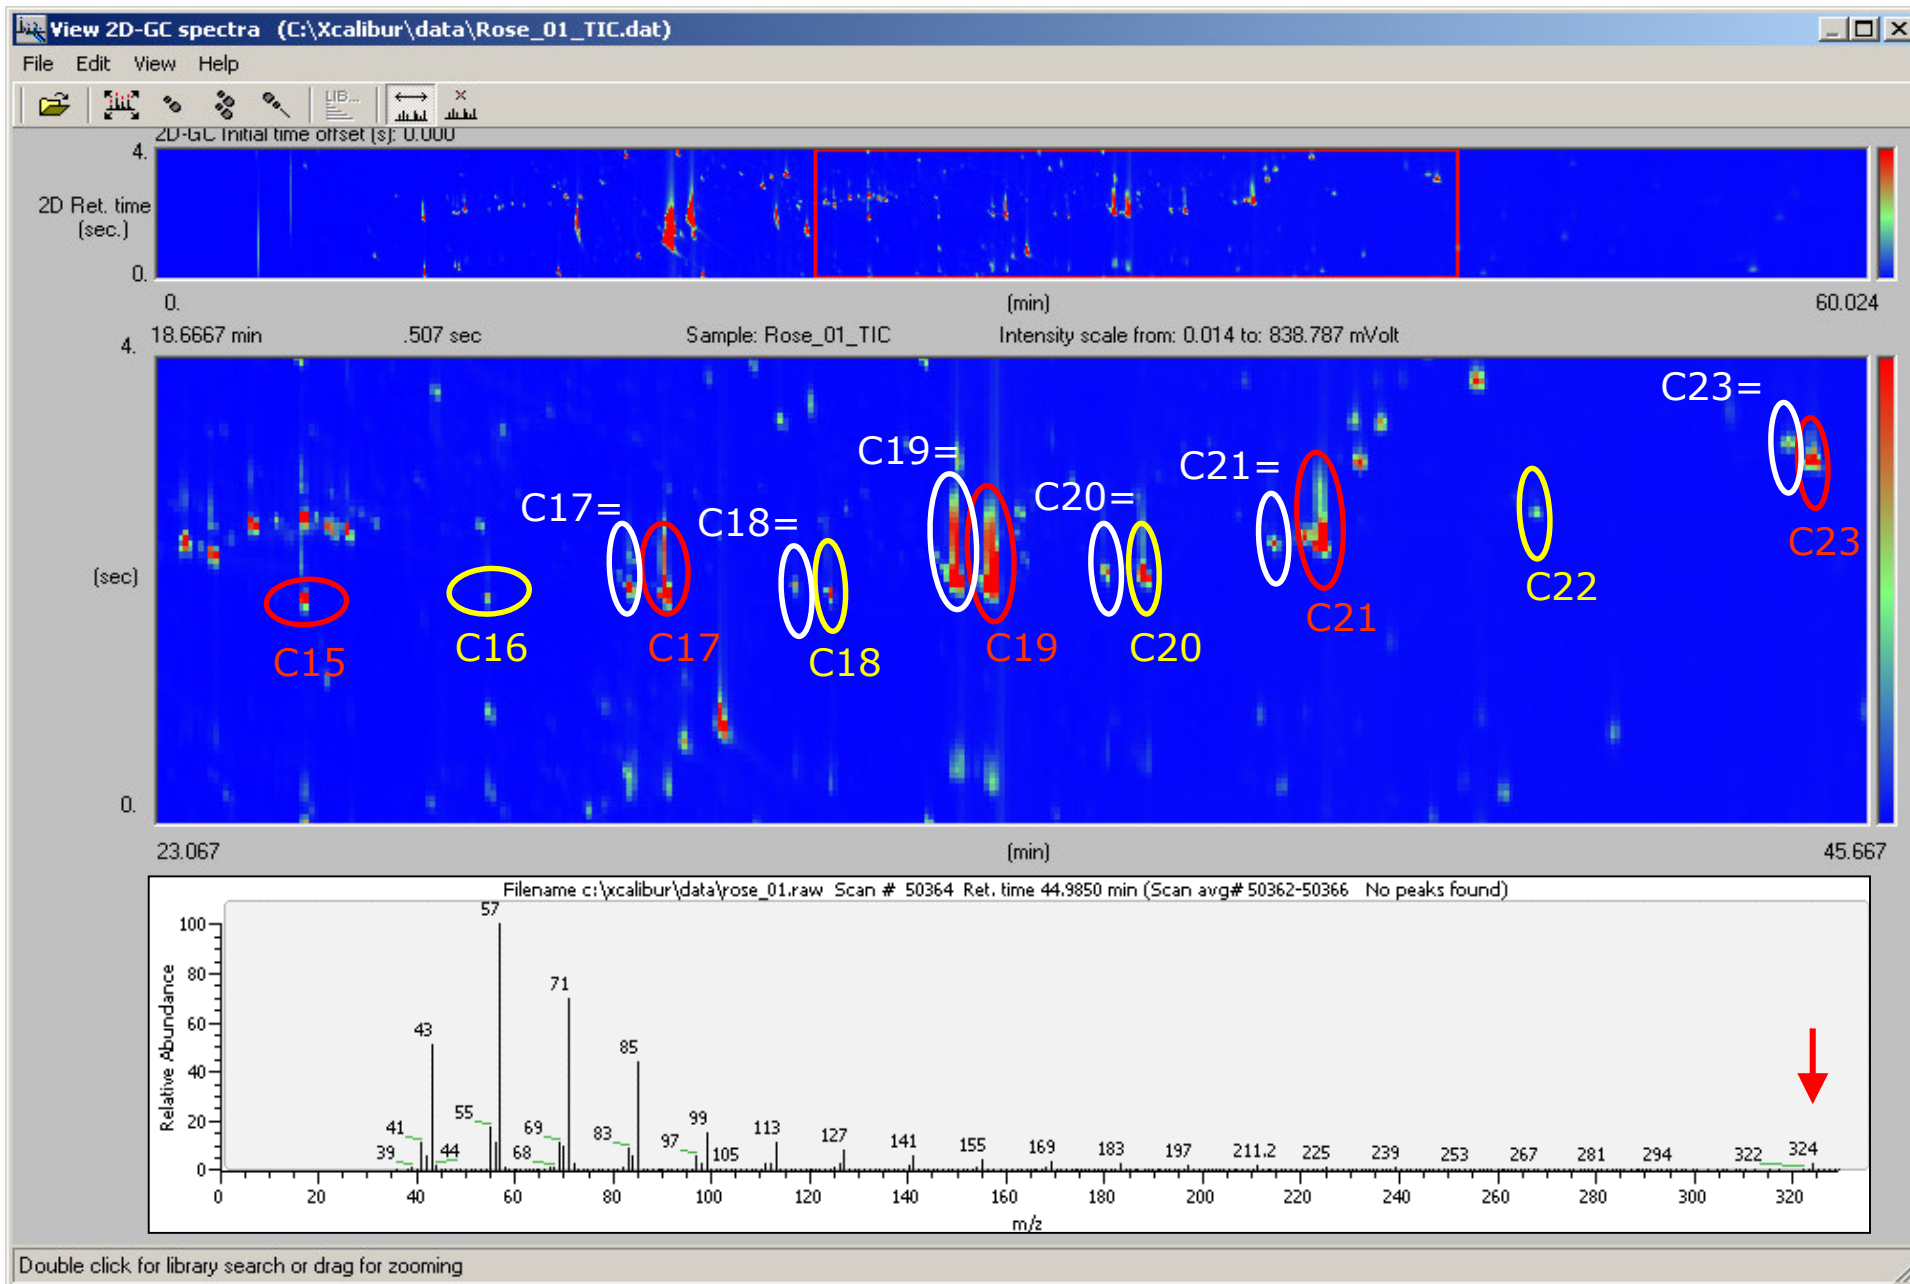 View 2D-GC spectra (C:\Xcalibur\data\Rose_01_TIC.dat)
File Edit View Help
LIB...
2D-GC Initial time offset [s]: 0.000
4.
2D Ret. time
(sec.)
0.
0. (min) 60.024
18.6667 min .507 sec Sample: Rose_01_TIC Intensity scale from: 0.014 to: 838.787 mVolt
4.
C23=
C19=
C21=
C17=
C18=
C20=
C23
(sec)
C22
C21
C15
C16
C17
C18
C19
C20
0.
23.067 (min) 45.667
Filename c:\xcalibur\data\rose_01.raw Scan # 50364 Ret. time 44.9850 min (Scan avg# 50362-50366 No peaks found)
Relative Abundance
100
80
60
40
20
0
57
71
43
85
55
41
69
99
83
113
97
127
39
44
68
105
141
155
169
183
197
211.2
225
239
253
267
281
294
322
324
0 20 40 60 80 100 120 140 160 180 200 220 240 260 280 300 320
m/z
Double click for library search or drag for zooming